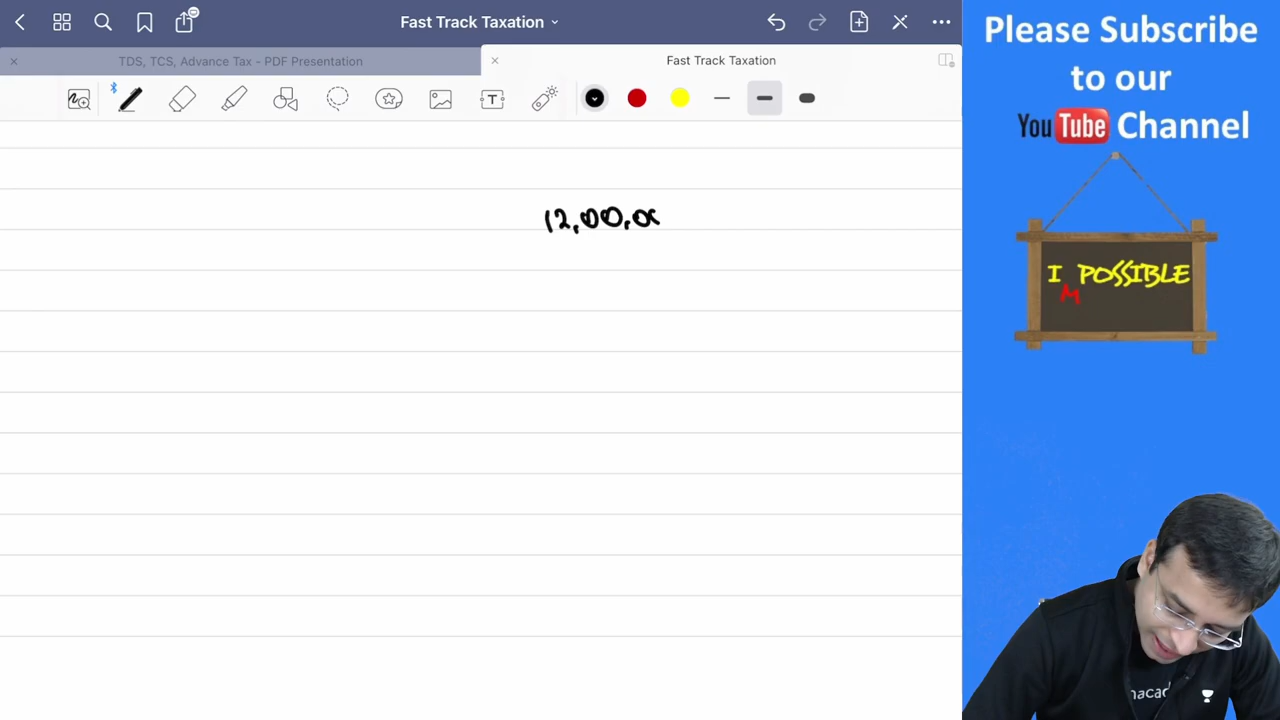 Fast Track Taxation
TDS, TCS, Advance Tax - PDF Presentation
Fast Track Taxation
T
12,00,00
Please Subscribe
to our
YouTube Channel
I POSSIBLE
M
nacad